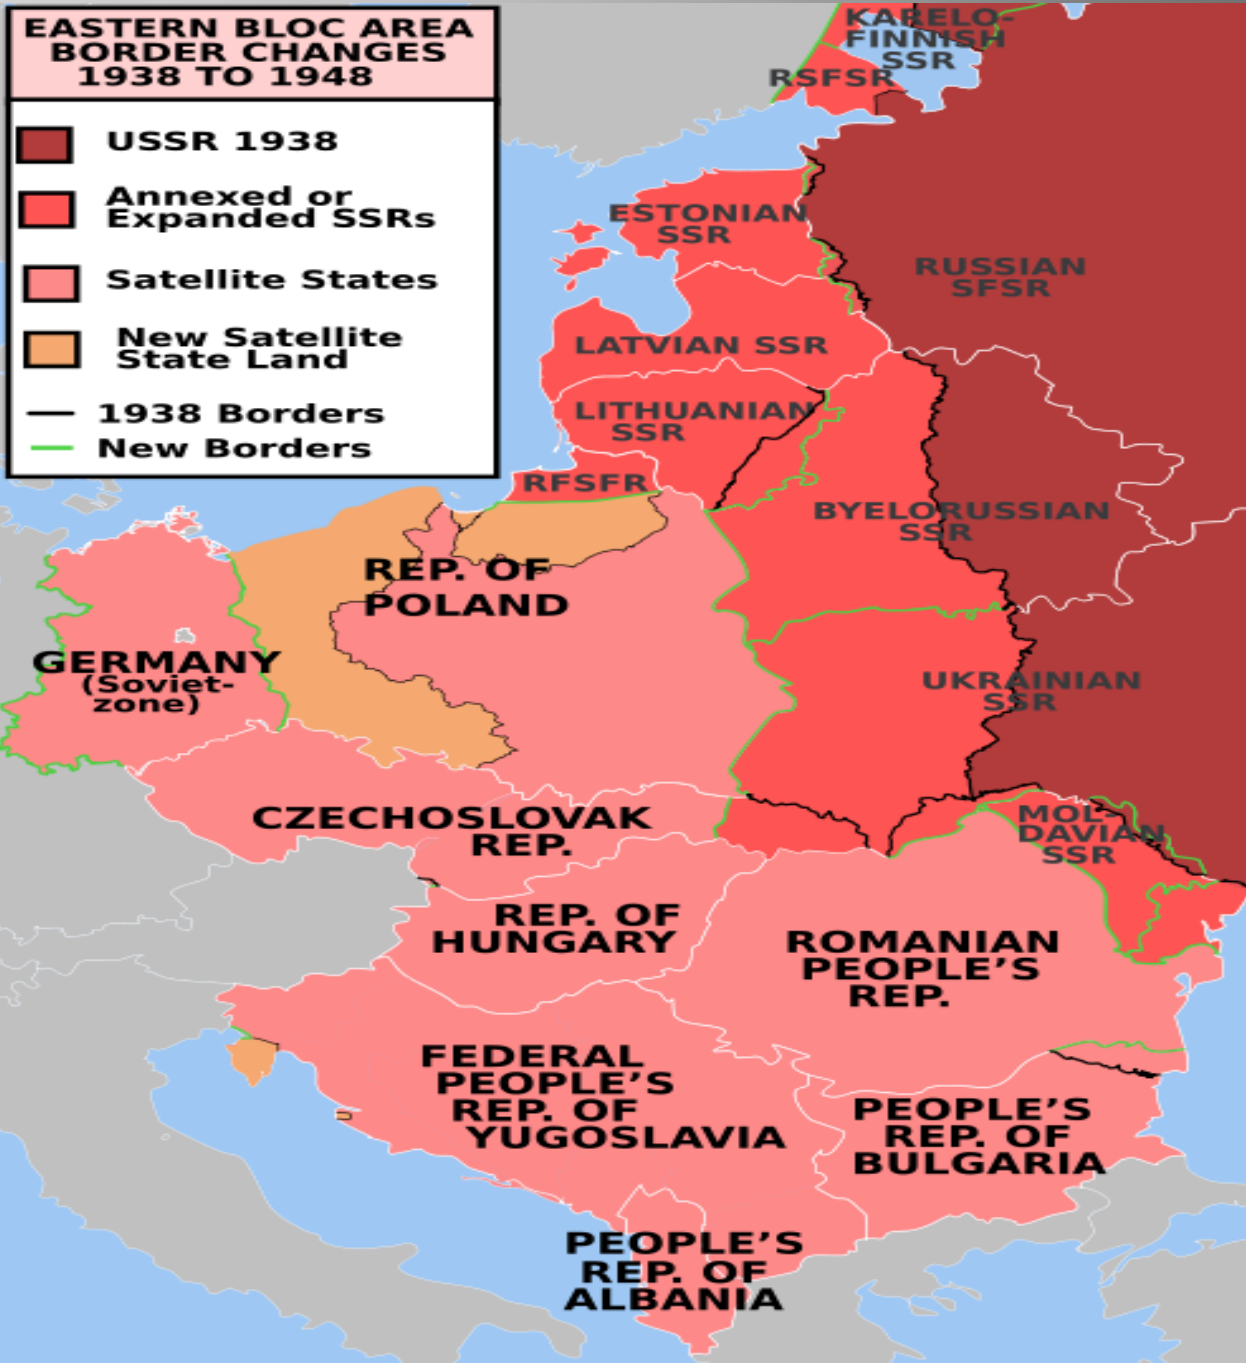 EASTERN BLOC AREA
BORDER CHANGES
1938 TO 1948
USSR 1938
Annexed or
Expanded SSRs
Satellite States
New Satellite
State Land
1938 Borders
New Borders
KARELO-
FINNISH
SSR
RSFSR
ESTONIAN
SSR
RUSSIAN
SFSR
LATVIAN SSR
LITHUANIAN
SSR
RFSFR
BYELORUSSIAN
SSR
REP. OF
POLAND
GERMANY
(Soviet-
zone)
UKRAINIAN
SSR
CZECHOSLOVAK
REP.
MOL-
DAVIAN
SSR
REP. OF
HUNGARY
ROMANIAN
PEOPLE'S
REP.
FEDERAL
PEOPLE'S
REP. OF
YUGOSLAVIA
PEOPLE'S
REP. OF
BULGARIA
PEOPLE'S
REP. OF
ALBANIA